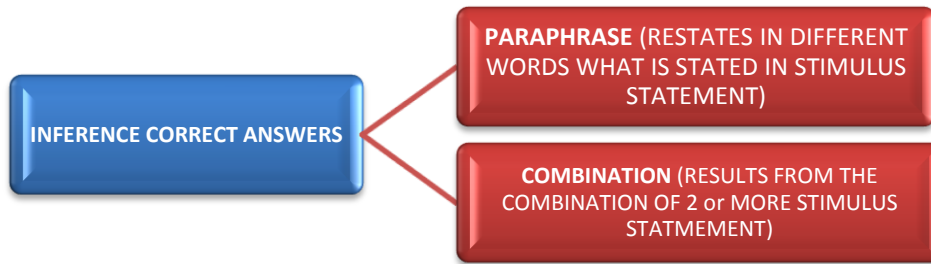 PARAPHRASE (RESTATES IN DIFFERENT
WORDS WHAT IS STATED IN STIMULUS
STATEMENT)
INFERENCE CORRECT ANSWERS
COMBINATION (RESULTS FROM THE
COMBINATION OF 2 or MORE STIMULUS
STATMEMENT)